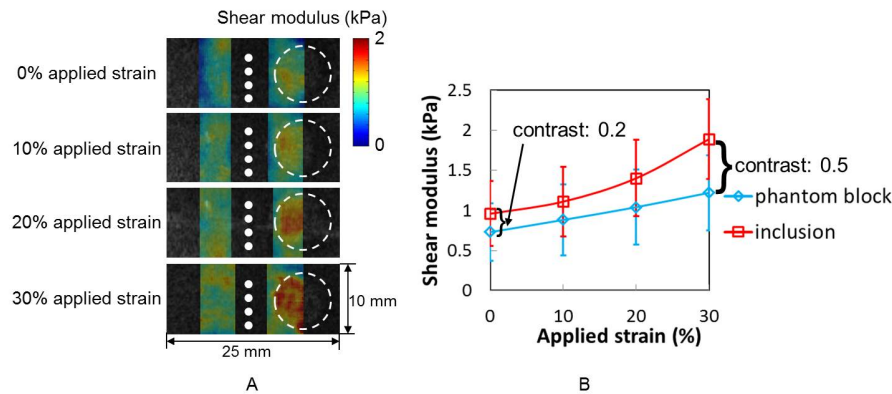 Shear modulus (kPa)
0% applied strain
10% applied strain
20% applied strain
30% applied strain
2
0
10 mm
25 mm
A
2.5
2
1.5
1
0.5
0
Shear modulus (kPa)
contrast: 0.2
contrast: 0.5
phantom block
inclusion
0 10 20 30
Applied strain (%)
B